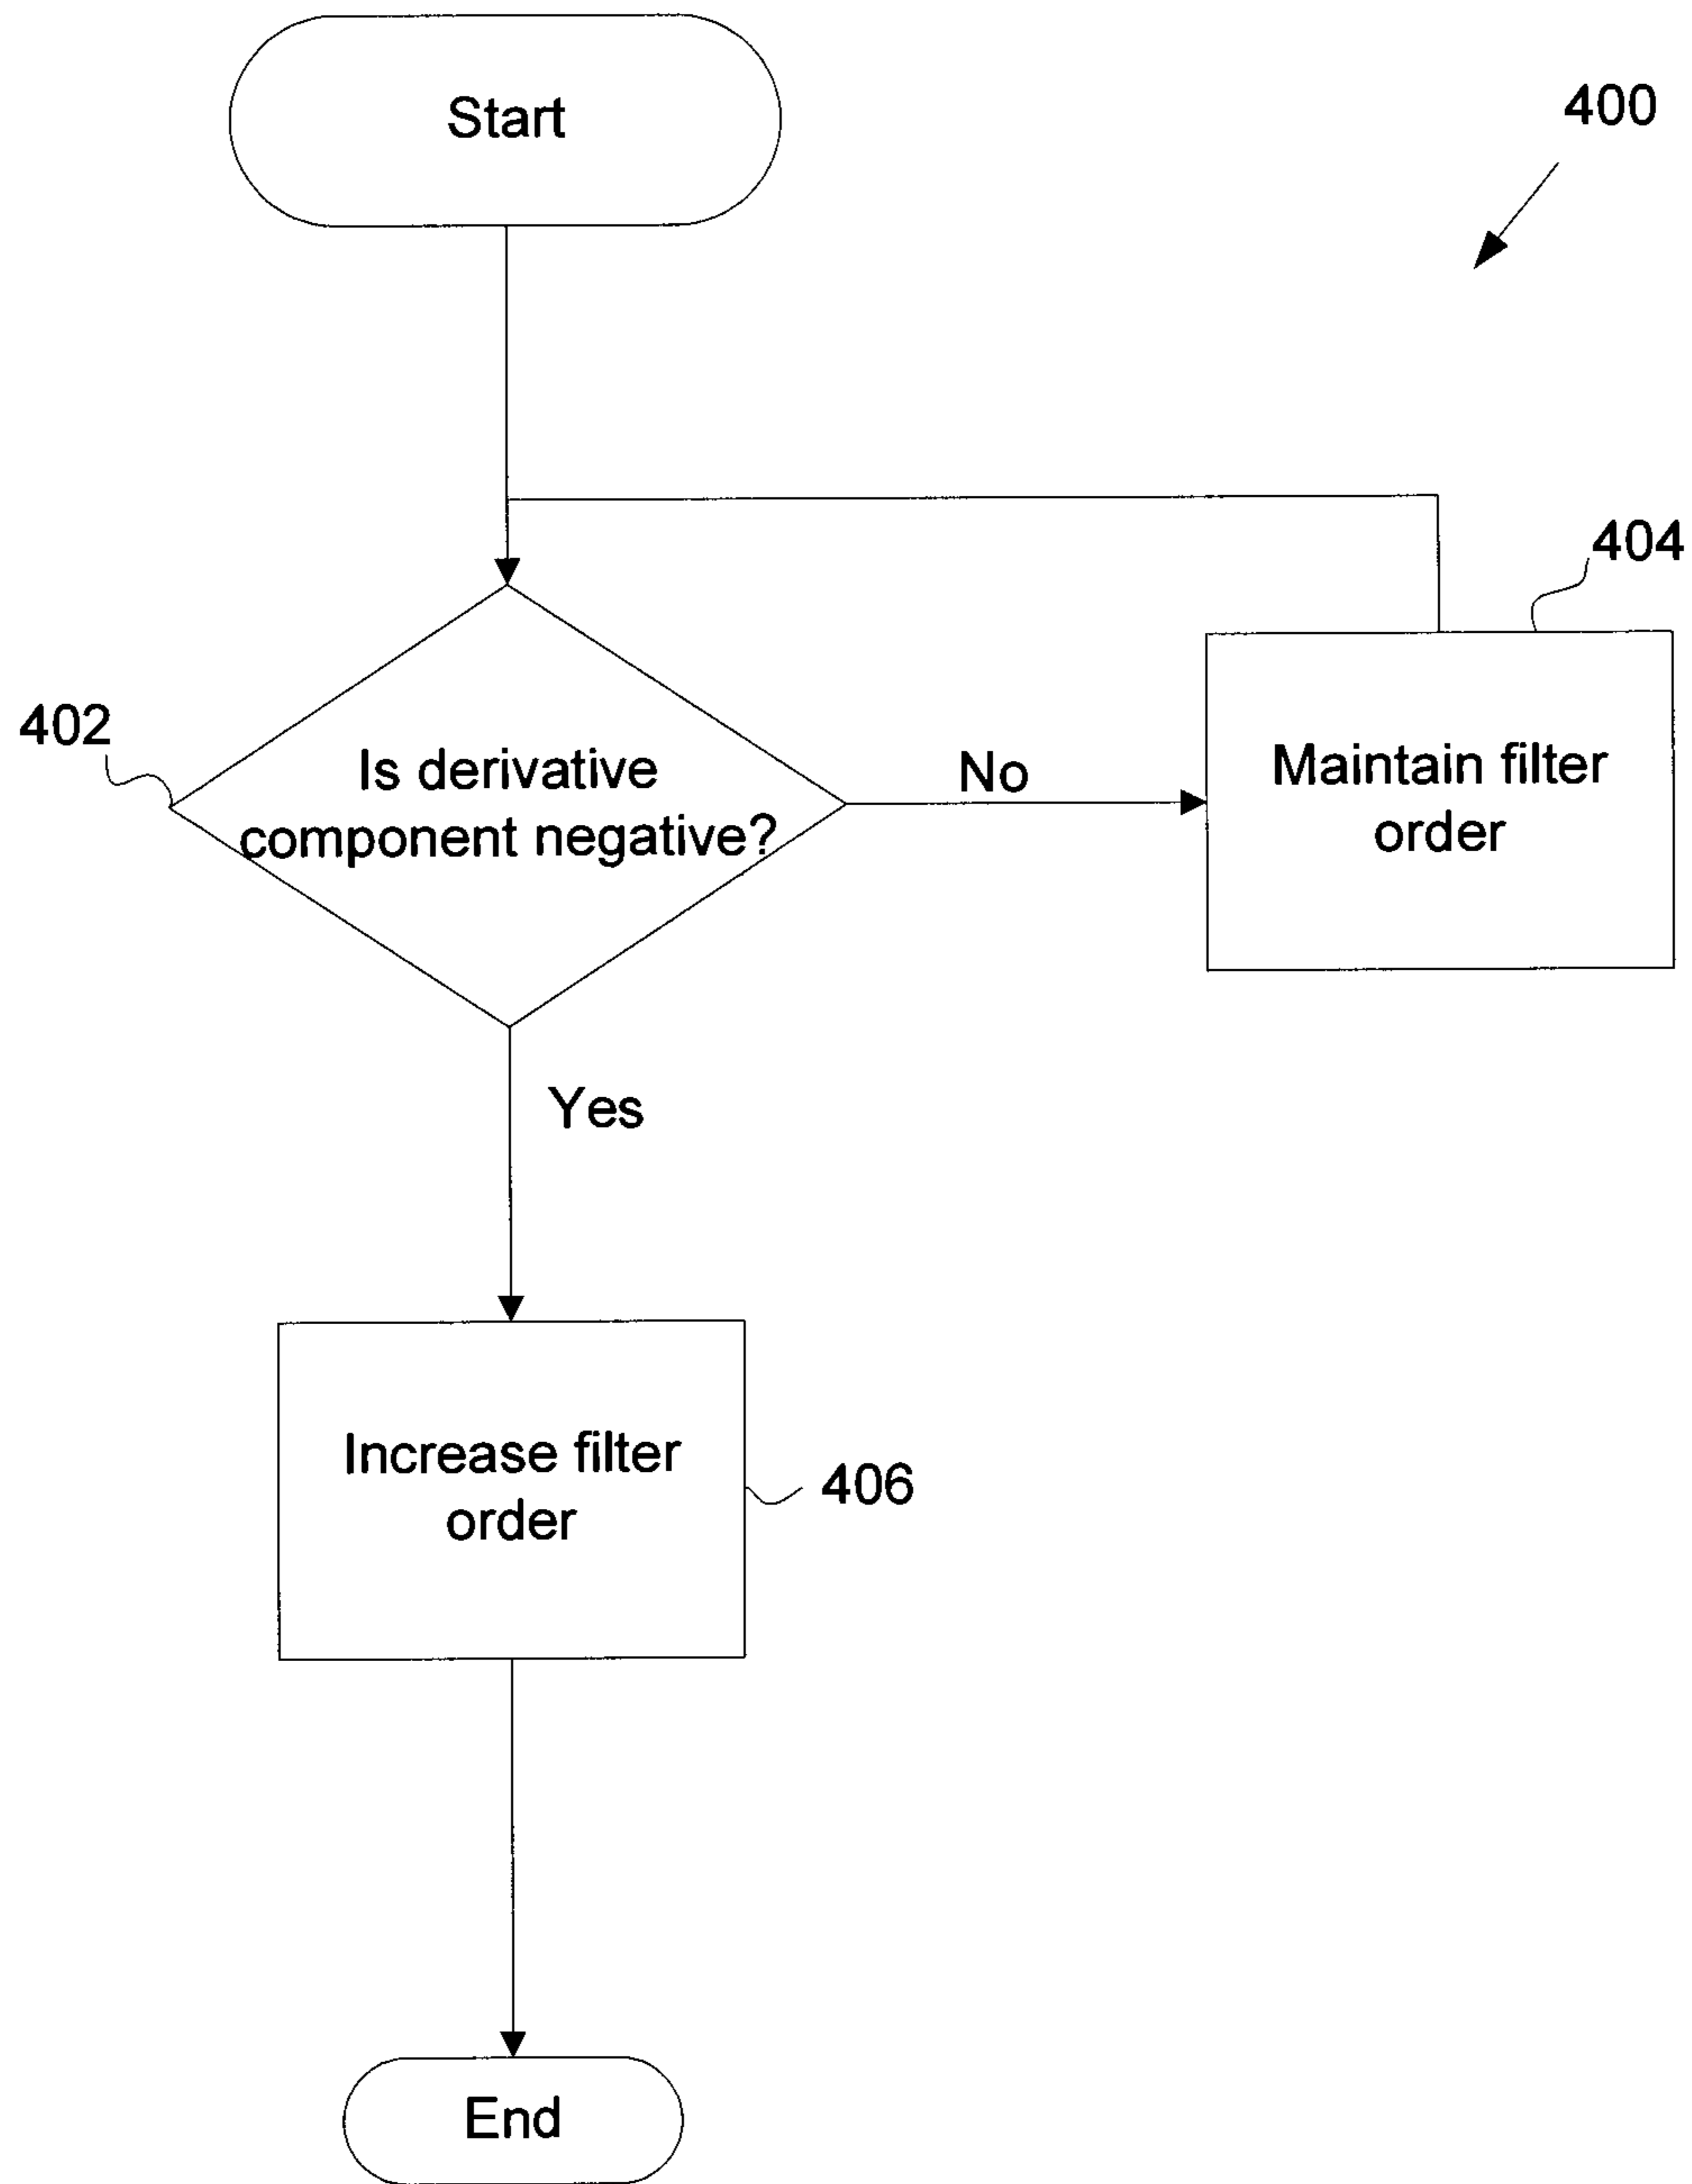 Start
400
404
402
Is derivative
component negative?
No
Maintain filter
order
Yes
Increase filter
order
406
End